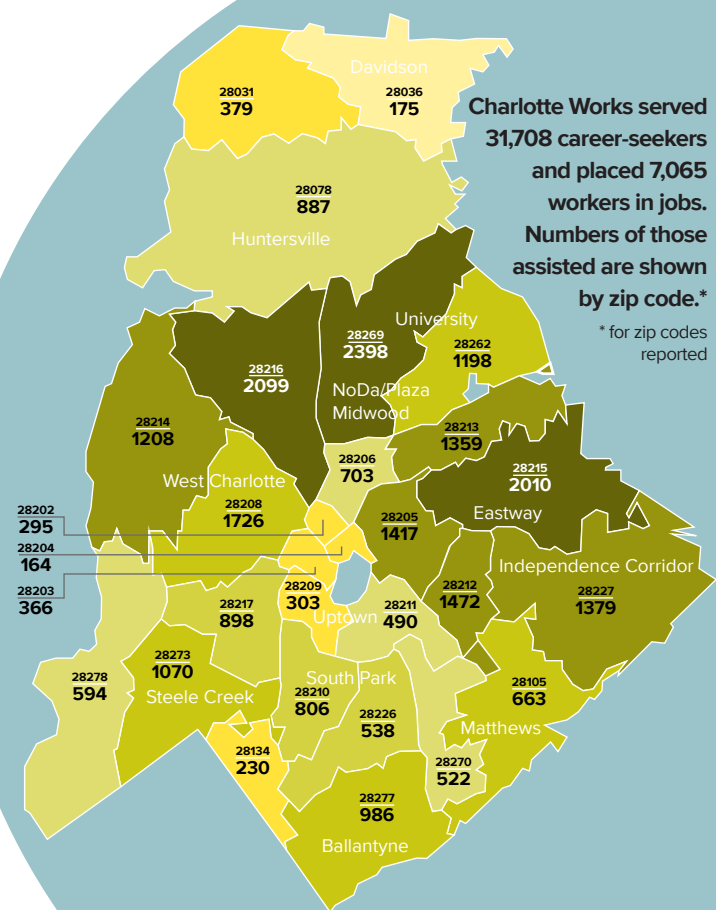 Davidson
28031
379
28036
175
Charlotte Works served
31,708 career-seekers
and placed 7,065
workers in jobs.
Numbers of those
assisted are shown
by zip code.*
* for zip codes
reported
28078
887
Huntersville
University
28269
2398
28262
1198
28216
2099
NoDa/Plaza
Midwood
28214
1208
28213
1359
28206
703
28215
2010
West Charlotte
28208
1726
Eastway
28202
295
28205
1417
28204
164
Independence Corridor
28203
366
28209
303
28212
1472
28227
1379
28217
898
Uptown
28211
490
28273
1070
28278
594
Steele Creek
South Park
28210
806
28105
663
28226
538
Matthews
28134
230
28270
522
28277
986
Ballantyne